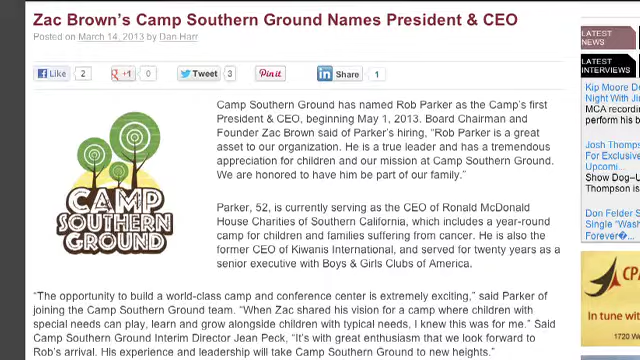 Zac Brown's Camp Southern Ground Names President & CEO
Posted on March 14, 2013 by Dan Harr
Like 2
+1 0
Tweet 3
Pin it
in Share 1
Camp Southern Ground has named Rob Parker as the Camp's first
President & CEO, beginning May 1, 2013. Board Chairman and
Founder Zac Brown said of Parker's hiring, "Rob Parker is a great
asset to our organization. He is a true leader and has a tremendous
appreciation for children and our mission at Camp Southern Ground.
We are honored to have him be part of our family."
CAMP
SOUTHERN
GROUND
Parker, 52, is currently serving as the CEO of Ronald McDonald
House Charities of Southern California, which includes a year-round
camp for children and families suffering from cancer. He is also the
former CEO of Kiwanis International, and served for twenty years as a
senior executive with Boys & Girls Clubs of America.
"The opportunity to build a world-class camp and conference center is extremely exciting," said Parker of
joining the Camp Southern Ground team. "When Zac shared his vision for a camp where children with
special needs can play, learn and grow alongside children with typical needs, I knew this was for me." Said
Camp Southern Ground Interim Director Jean Peck, "It's with great enthusiasm that we look forward to
Rob's arrival. His experience and leadership will take Camp Southern Ground to new heights."
LATEST
NEWS
LATEST
INTERVIEWS
Kip Moore
Night With
MCA recording
perform his
Josh Thomps
For Exclusive
Upcomi...
Show Dog-U
Thompson is
Don Felder S
Single "Wash
Forever�...
CPA
In tune with
1720 We